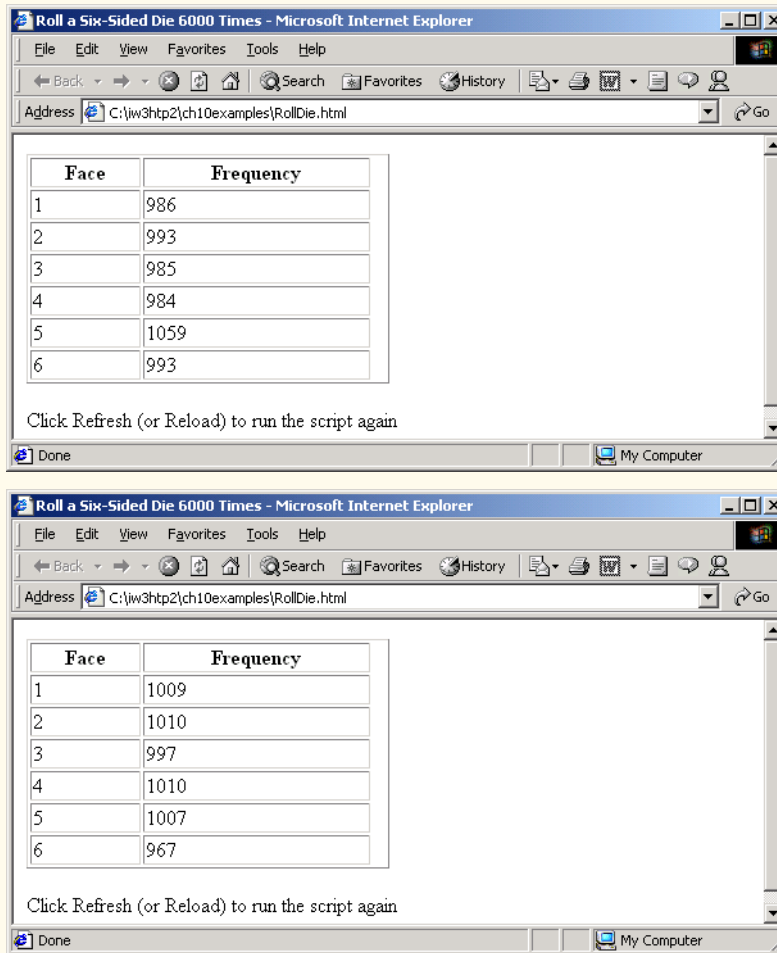 Roll a Six-Sided Die 6000 Times - Microsoft Internet Explorer
File Edit View Favorites Tools Help
Back Search Favorites History
Address C:\iw3htp2\ch10examples\RollDie.html Go
Face Frequency
1 986
2 993
3 985
4 984
5 1059
6 993
Click Refresh (or Reload) to run the script again
Done My Computer
Roll a Six-Sided Die 6000 Times - Microsoft Internet Explorer
File Edit View Favorites Tools Help
Back Search Favorites History
Address C:\iw3htp2\ch10examples\RollDie.html Go
Face Frequency
1 1009
2 1010
3 997
4 1010
5 1007
6 967
Click Refresh (or Reload) to run the script again
Done My Computer